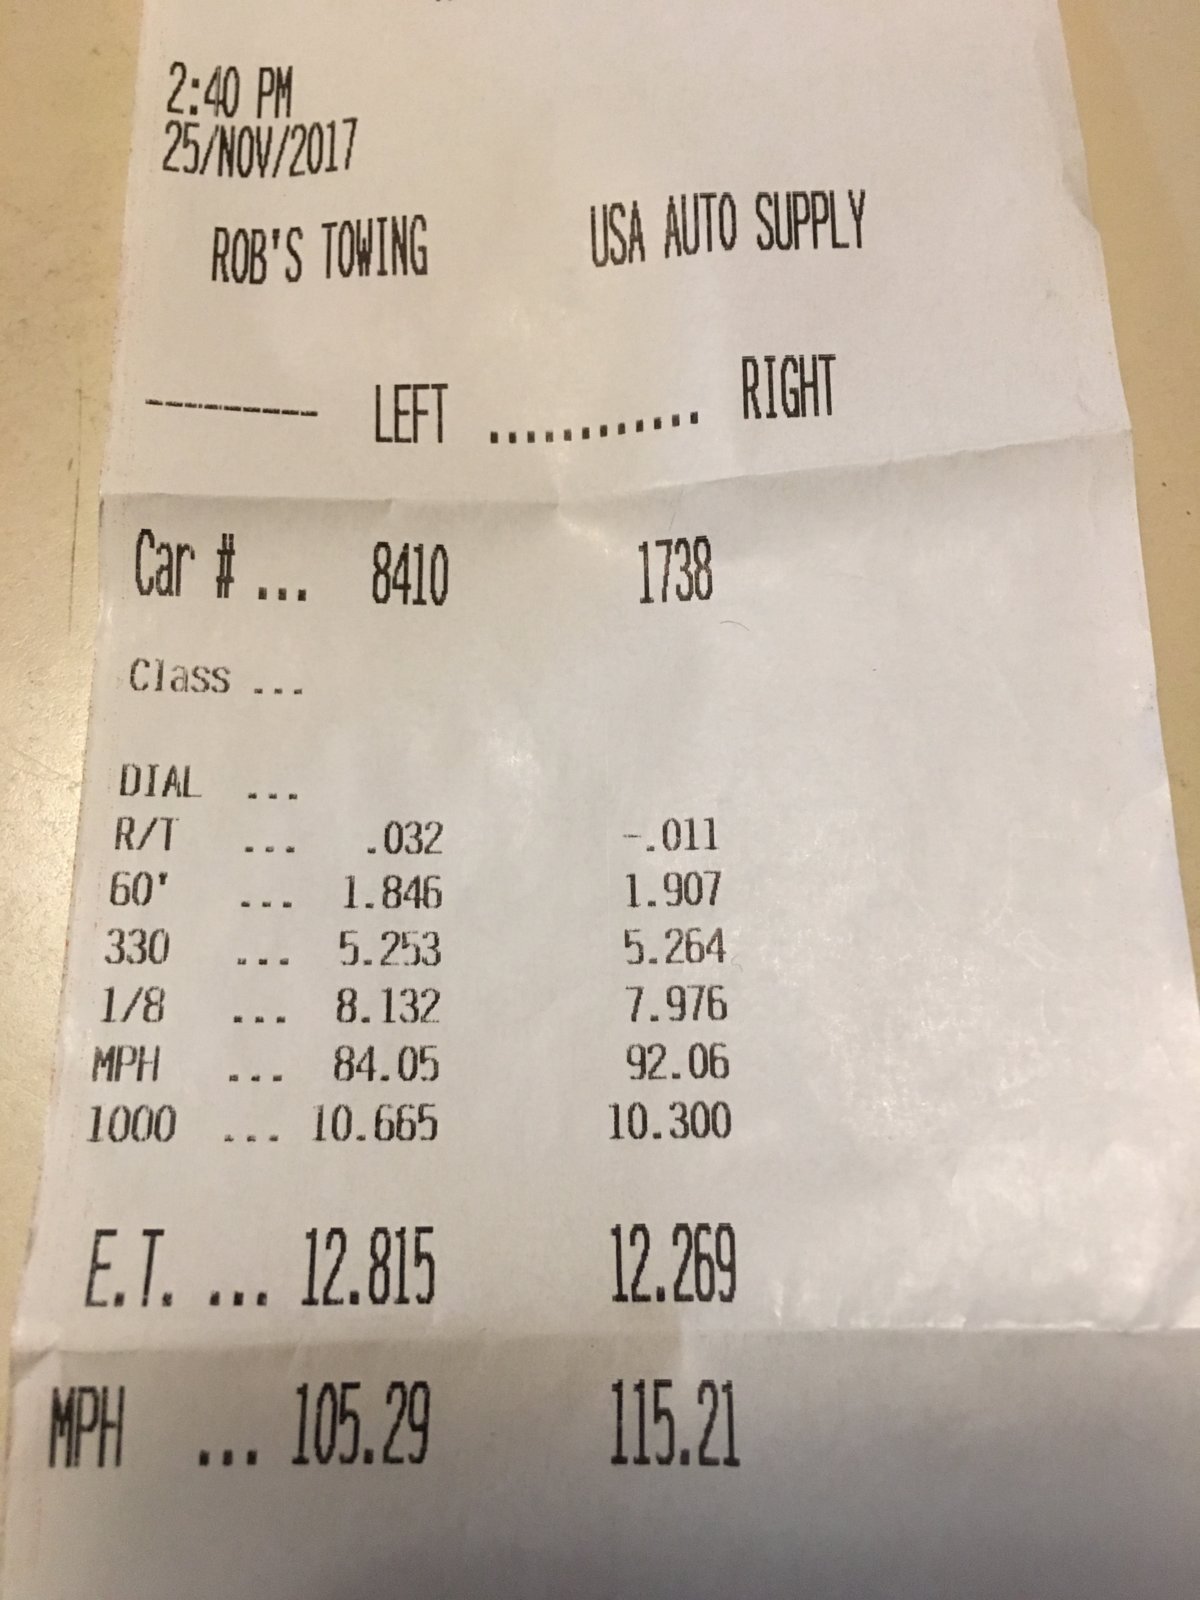 2:40 PM
25/NOV/2017
ROB'S TOWING USA AUTO SUPPLY
--------- LEFT ............ RIGHT
Car # ... 8410 1738
Class ...
DIAL ...
R/T ... .032 -.011
60' ... 1.846 1.907
330 ... 5.253 5.264
1/8 ... 8.132 7.976
MPH ... 84.05 92.06
1000 ... 10.665 10.300
E.T. ... 12.815 12.269
MPH ... 105.29 115.21